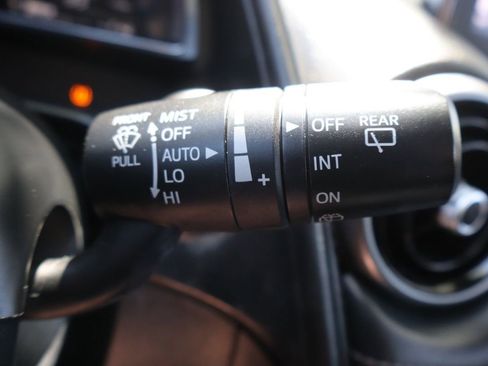 FRONT MIST
OFF
PULL AUTO
LO
HI
+
OFF REAR
INT
ON